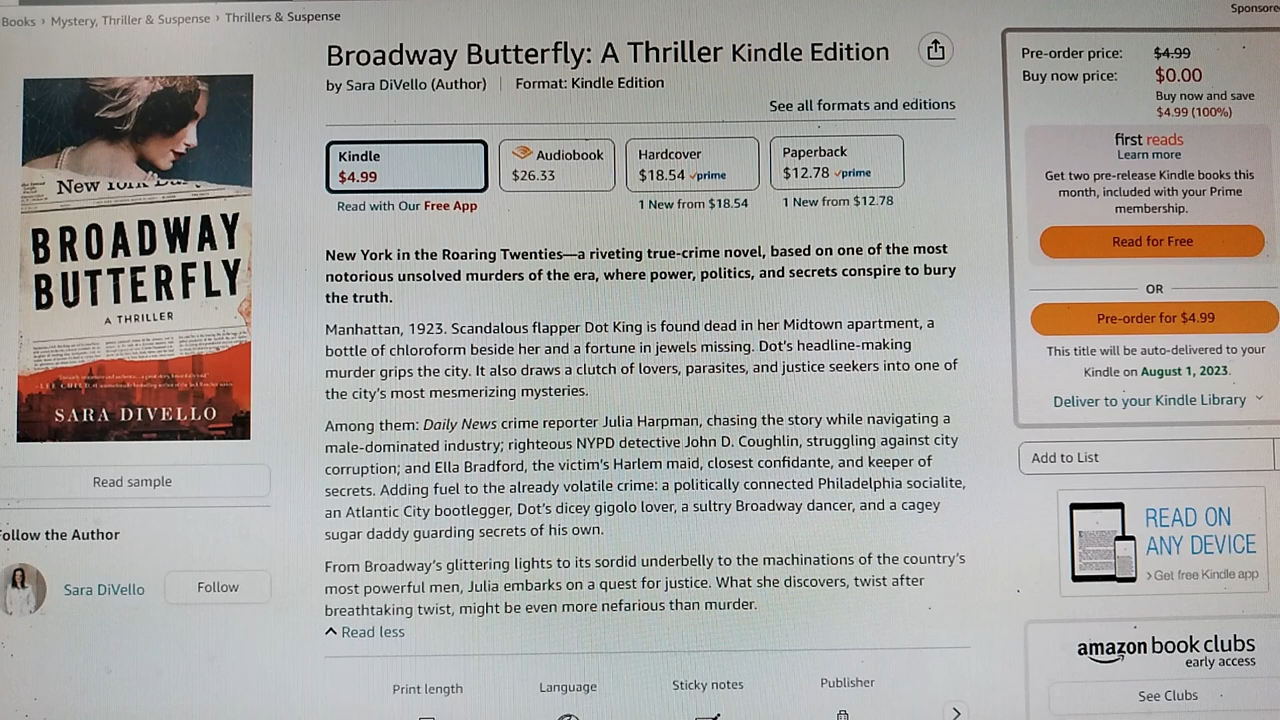 Books › Mystery, Thriller & Suspense › Thrillers & Suspense
Sponsore
NEW YORK
BROADWAY
BUTTERFLY
A THRILLER
SARA DIVELLO
Read sample
Follow the Author
Sara DiVello
Follow
Broadway Butterfly: A Thriller Kindle Edition
by Sara DiVello (Author) | Format: Kindle Edition
See all formats and editions
Kindle
$4.99
Read with Our Free App
Audiobook
$26.33
Hardcover
$18.54 prime
1 New from $18.54
Paperback
$12.78 prime
1 New from $12.78
New York in the Roaring Twenties—a riveting true-crime novel, based on one of the most
notorious unsolved murders of the era, where power, politics, and secrets conspire to bury
the truth.
Manhattan, 1923. Scandalous flapper Dot King is found dead in her Midtown apartment, a
bottle of chloroform beside her and a fortune in jewels missing. Dot's headline-making
murder grips the city. It also draws a clutch of lovers, parasites, and justice seekers into one of
the city's most mesmerizing mysteries.
Among them: Daily News crime reporter Julia Harpman, chasing the story while navigating a
male-dominated industry; righteous NYPD detective John D. Coughlin, struggling against city
corruption; and Ella Bradford, the victim's Harlem maid, closest confidante, and keeper of
secrets. Adding fuel to the already volatile crime: a politically connected Philadelphia socialite,
an Atlantic City bootlegger, Dot's dicey gigolo lover, a sultry Broadway dancer, and a cagey
sugar daddy guarding secrets of his own.
From Broadway's glittering lights to its sordid underbelly to the machinations of the country's
most powerful men, Julia embarks on a quest for justice. What she discovers, twist after
breathtaking twist, might be even more nefarious than murder.
Read less
Print length
Language
Sticky notes
Publisher
Pre-order price: $4.99
Buy now price: $0.00
Buy now and save
$4.99 (100%)
first reads
Learn more
Get two pre-release Kindle books this
month, included with your Prime
membership.
Read for Free
OR
Pre-order for $4.99
This title will be auto-delivered to your
Kindle on August 1, 2023.
Deliver to your Kindle Library
Add to List
READ ON
ANY DEVICE
› Get free Kindle app
amazon book clubs
early access
See Clubs